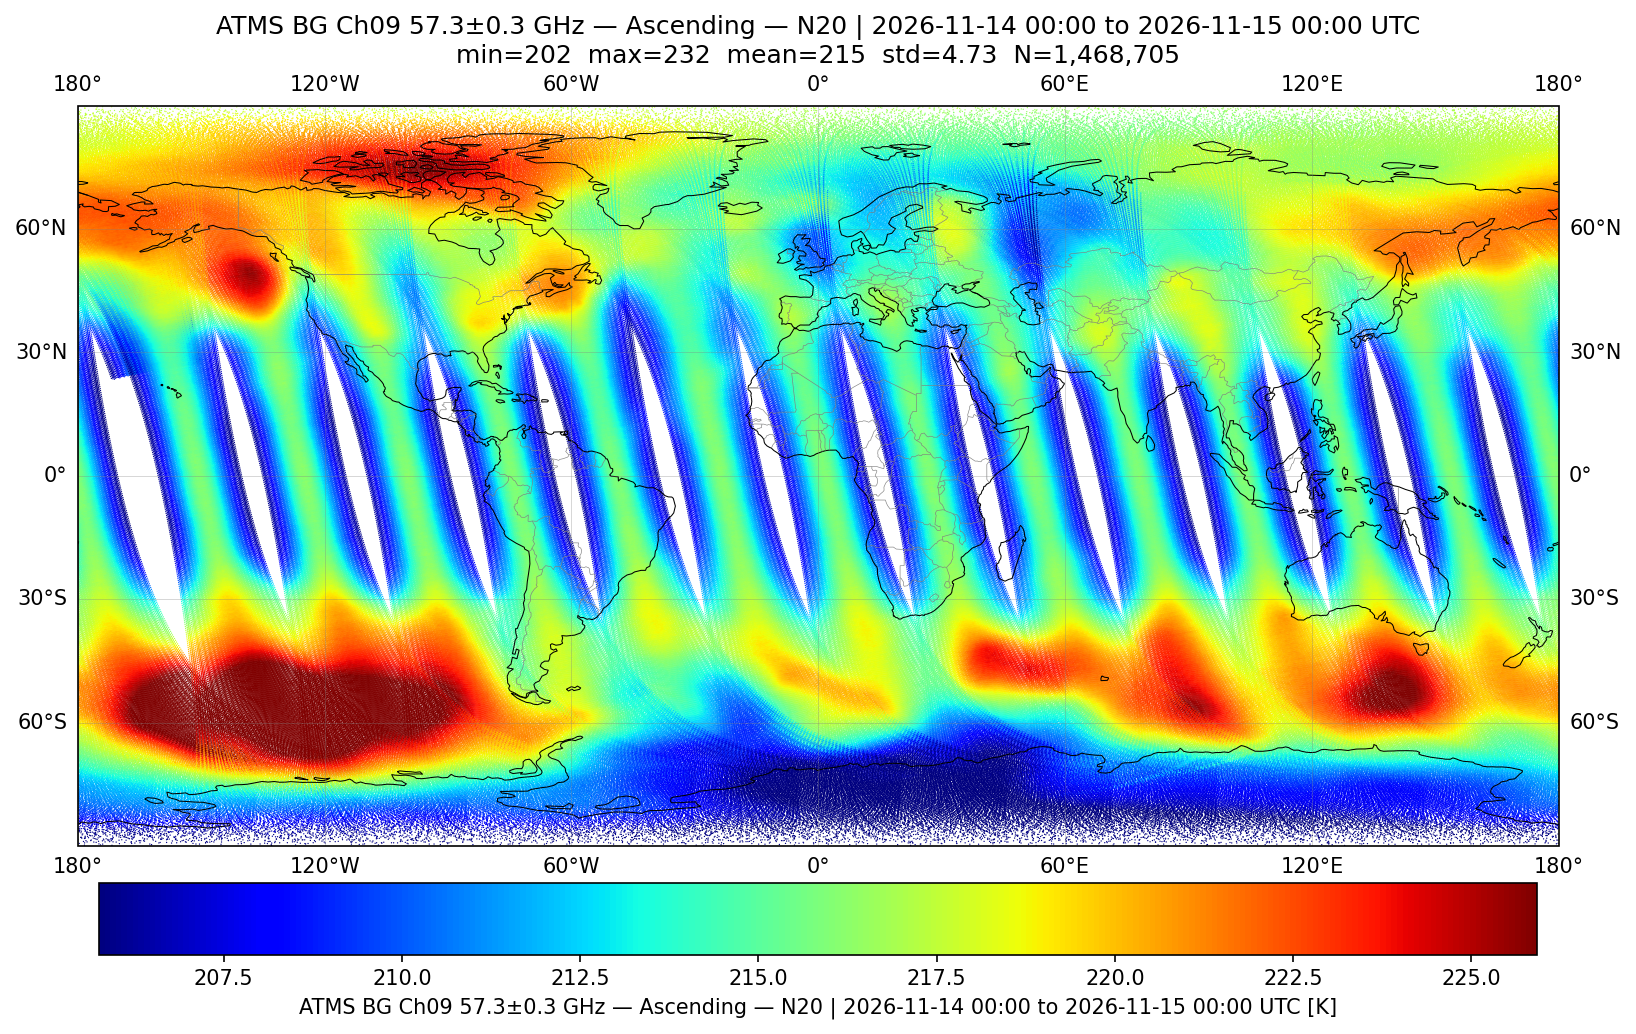 ATMS BG Ch09 57.3±0.3 GHz — Ascending — N20 | 2026-11-14 00:00 to 2026-11-15 00:00 UTC
min=202 max=232 mean=215 std=4.73 N=1,468,705
180° 120°W 60°W 0° 60°E 120°E 180°
60°N 60°N
30°N 30°N
0° 0°
30°S 30°S
60°S 60°S
180° 120°W 60°W 0° 60°E 120°E 180°
207.5 210.0 212.5 215.0 217.5 220.0 222.5 225.0
ATMS BG Ch09 57.3±0.3 GHz — Ascending — N20 | 2026-11-14 00:00 to 2026-11-15 00:00 UTC [K]